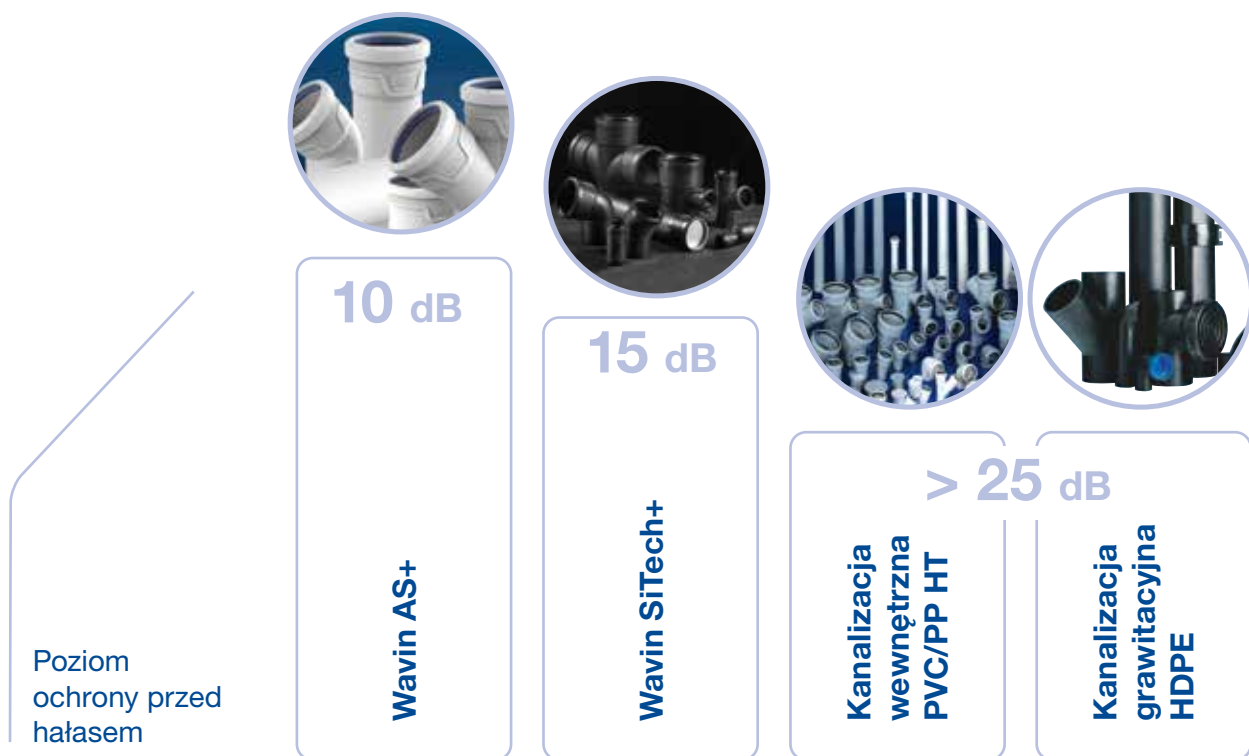 10 dB
15 dB
> 25 dB
Wavin AS+
Wavin SiTech+
Kanalizacja
wewnętrzna
PVC/PP HT
Kanalizacja
grawitacyjna
HDPE
Poziom
ochrony przed
hałasem